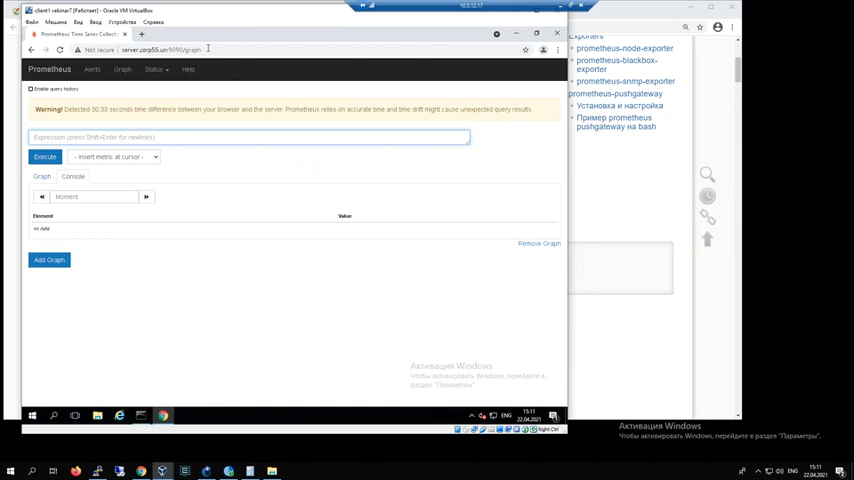 client1 vebinar7 [Работает] - Oracle VM VirtualBox
10.5.12.17
Файл Машина Вид Ввод Устройства Справка
Prometheus Time Series Collecti
Not secure | server.corp55.un:9090/graph
Prometheus Alerts Graph Status Help
Enable query history
Warning! Detected 30.33 seconds time difference between your browser and the server. Prometheus relies on accurate time and time drift might cause unexpected query results.
Expression (press Shift+Enter for newlines)
Execute - insert metric at cursor -
Graph Console
Moment
Element Value
no data
Remove Graph
Add Graph
Exporters
prometheus-node-exporter
prometheus-blackbox-
exporter
prometheus-snmp-exporter
prometheus-pushgateway
Установка и настройка
Пример prometheus
pushgateway на bash
Активация Windows
Чтобы активировать Windows, перейдите в
раздел "Параметры".
ENG
15:11
22.04.2021
Right Ctrl
Активация Windows
Чтобы активировать Windows, перейдите в раздел "Параметры".
ENG
15:11
22.04.2021